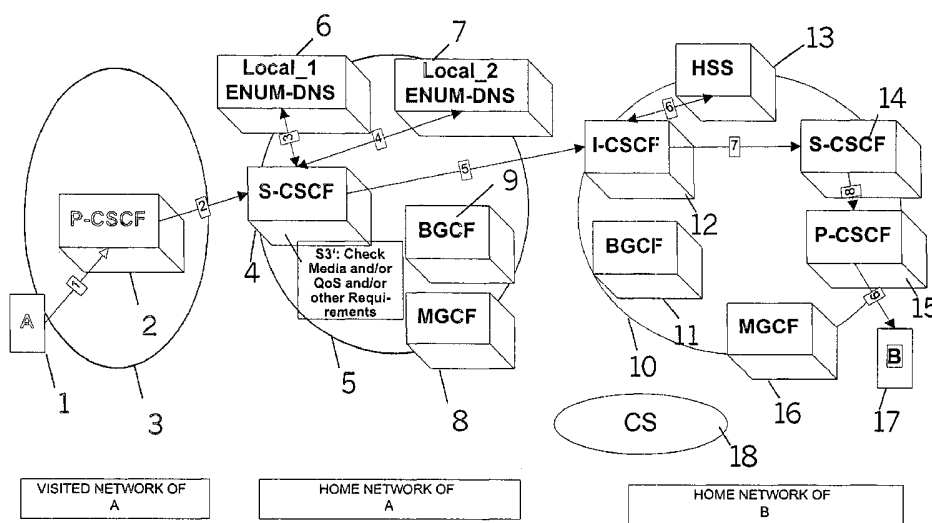 6
7
13
Local_1
ENUM-DNS
Local_2
ENUM-DNS
HSS
14
3
4
6
I-CSCF
7
S-CSCF
5
S-CSCF
2
P-CSCF
9
12
8
BGCF
P-CSCF
4
S3': Check
Media and/or
QoS and/or
other Requi-
rements
BGCF
1
2
A
MGCF
11
9
15
MGCF
10
B
1
3
5
8
16
17
CS
18
VISITED NETWORK OF
A
HOME NETWORK OF
A
HOME NETWORK OF
B